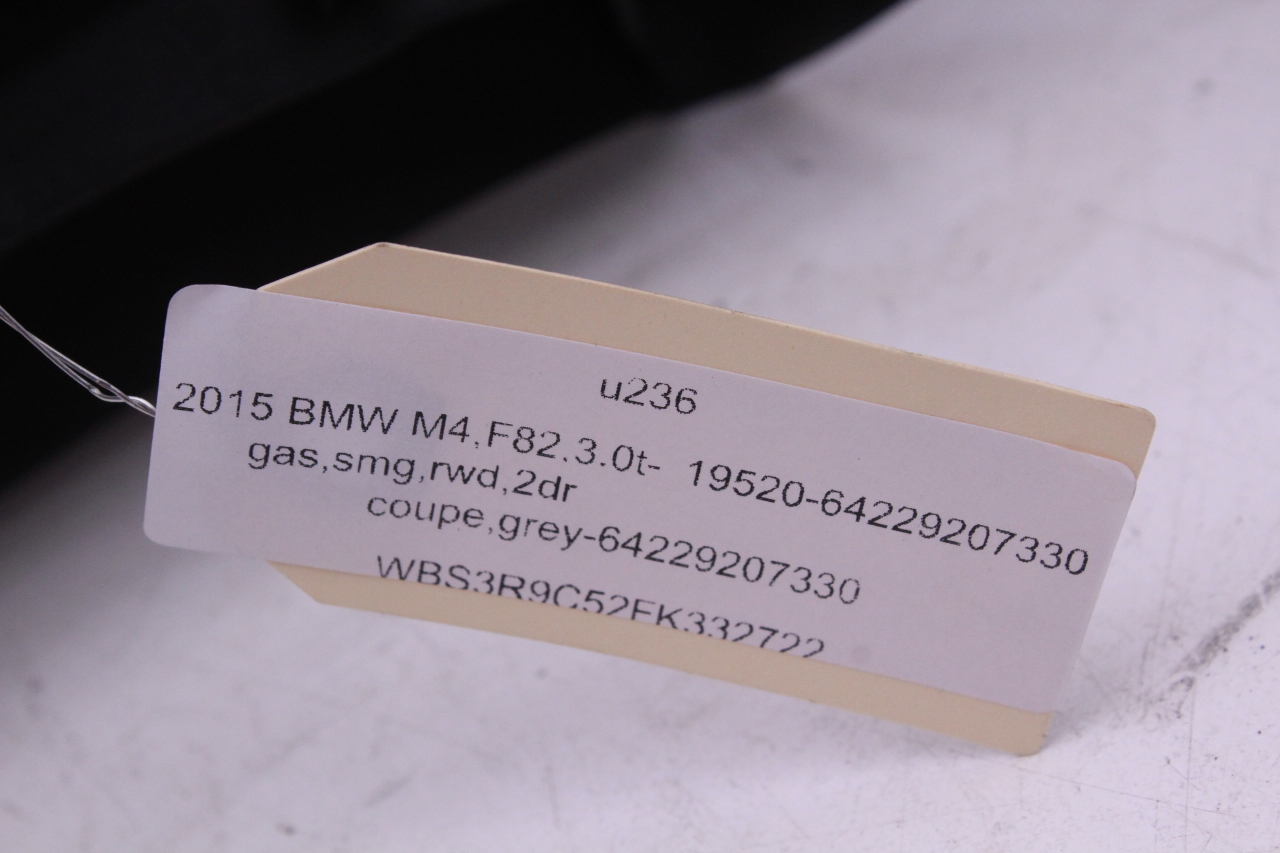 u236
2015 BMW M4,F82,3.0t- 19520-64229207330
gas,smg,rwd,2dr
coupe,grey-64229207330
WBS3R9C52FK332722